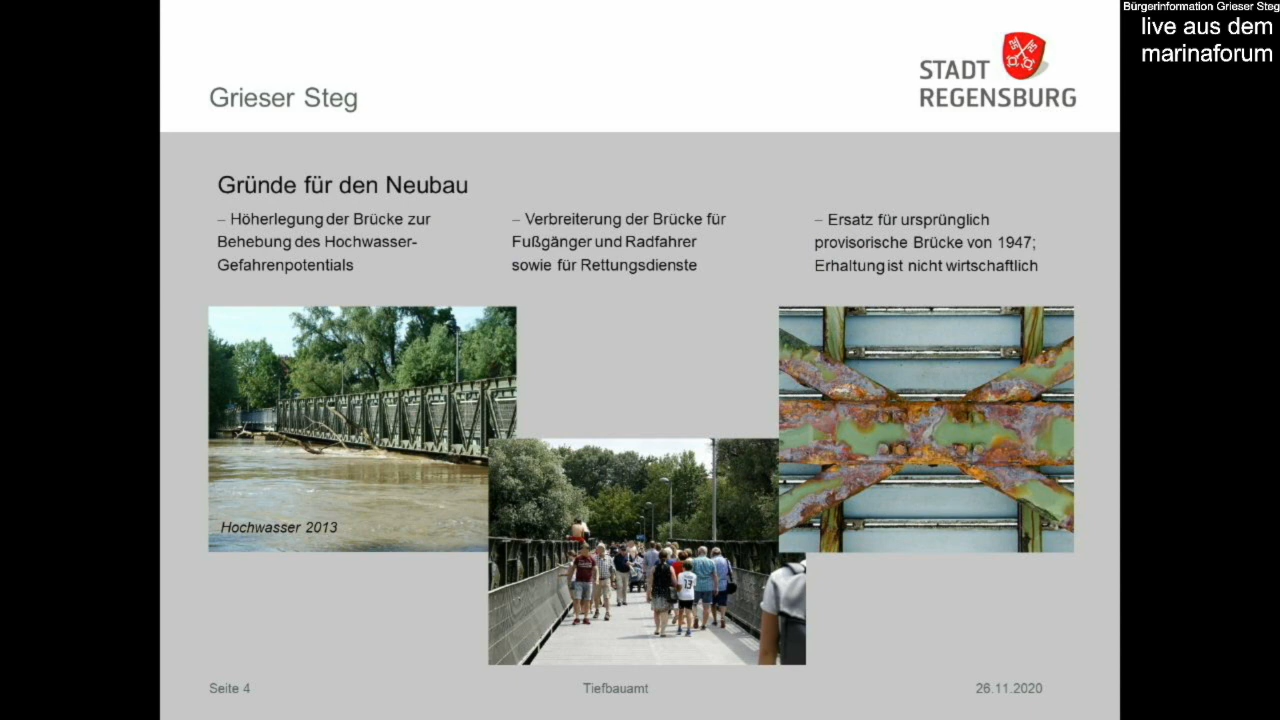 Bürgerinformation Grieser Steg
live aus dem
marinaforum
Grieser Steg
STADT
REGENSBURG
Gründe für den Neubau
– Höherlegung der Brücke zur
Behebung des Hochwasser-
Gefahrenpotentials
– Verbreiterung der Brücke für
Fußgänger und Radfahrer
sowie für Rettungsdienste
– Ersatz für ursprünglich
provisorische Brücke von 1947;
Erhaltung ist nicht wirtschaftlich
Hochwasser 2013
13
Seite 4
Tiefbauamt
26.11.2020